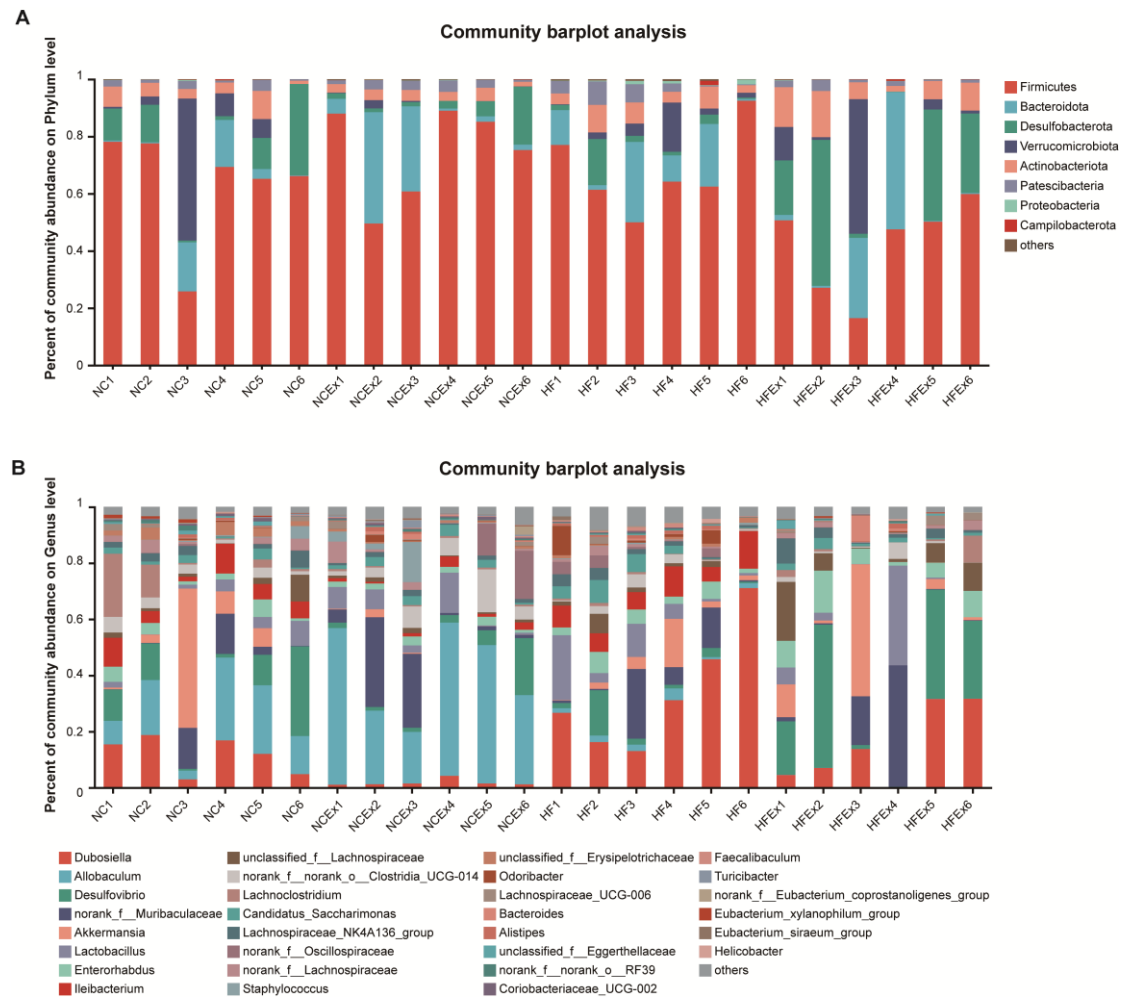 A
Community barplot analysis
Percent of community abundance on Phylum level
1
0.8
0.6
0.4
0.2
0
NC1
NC2
NC3
NC4
NC5
NC6
NCEx1
NCEx2
NCEx3
NCEx4
NCEx5
NCEx6
HF1
HF2
HF3
HF4
HF5
HF6
HFEx1
HFEx2
HFEx3
HFEx4
HFEx5
HFEx6
Firmicutes
Bacteroidota
Desulfobacterota
Verrucomicrobiota
Actinobacteriota
Patescibacteria
Proteobacteria
Campilobacterota
others
B
Community barplot analysis
Percent of community abundance on Genus level
1
0.8
0.6
0.4
0.2
0
NC1
NC2
NC3
NC4
NC5
NC6
NCEx1
NCEx2
NCEx3
NCEx4
NCEx5
NCEx6
HF1
HF2
HF3
HF4
HF5
HF6
HFEx1
HFEx2
HFEx3
HFEx4
HFEx5
HFEx6
Dubosiella
Allobaculum
Desulfovibrio
norank_f__Muribaculaceae
Akkermansia
Lactobacillus
Enterorhabdus
Ileibacterium
unclassified_f__Lachnospiraceae
norank_f__norank_o__Clostridia_UCG-014
Lachnoclostridium
Candidatus_Saccharimonas
Lachnospiraceae_NK4A136_group
norank_f__Oscillospiraceae
norank_f__Lachnospiraceae
Staphylococcus
unclassified_f__Erysipelotrichaceae
Odoribacter
Lachnospiraceae_UCG-006
Bacteroides
Alistipes
unclassified_f__Eggerthellaceae
norank_f__norank_o__RF39
Coriobacteriaceae_UCG-002
Faecalibaculum
Turicibacter
norank_f__Eubacterium_coprostanoligenes_group
Eubacterium_xylanophilum_group
Eubacterium_siraeum_group
Helicobacter
others